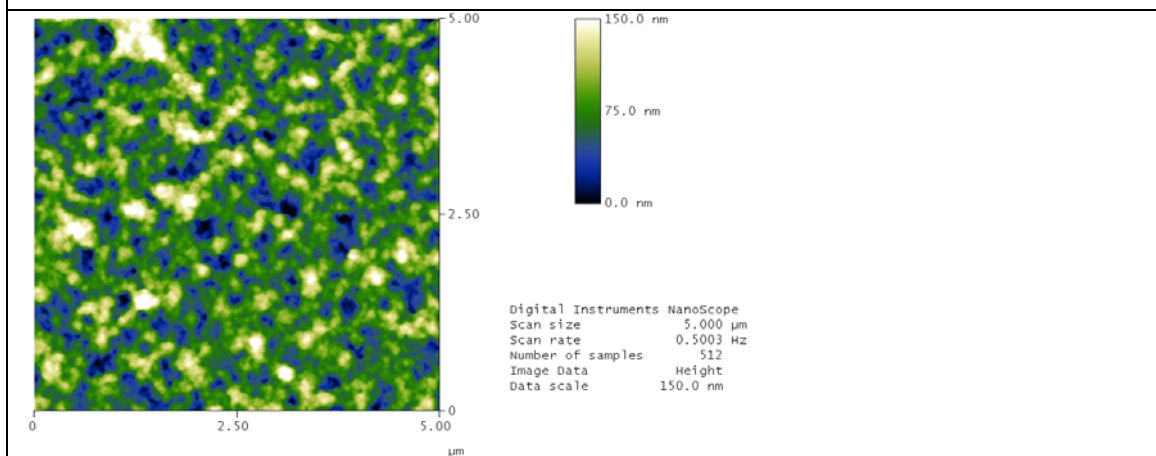 5.00
2.50
0
0
2.50
5.00
µm
150.0 nm
75.0 nm
0.0 nm
Digital Instruments NanoScope
Scan size 5.000 µm
Scan rate 0.5003 Hz
Number of samples 512
Image Data Height
Data scale 150.0 nm